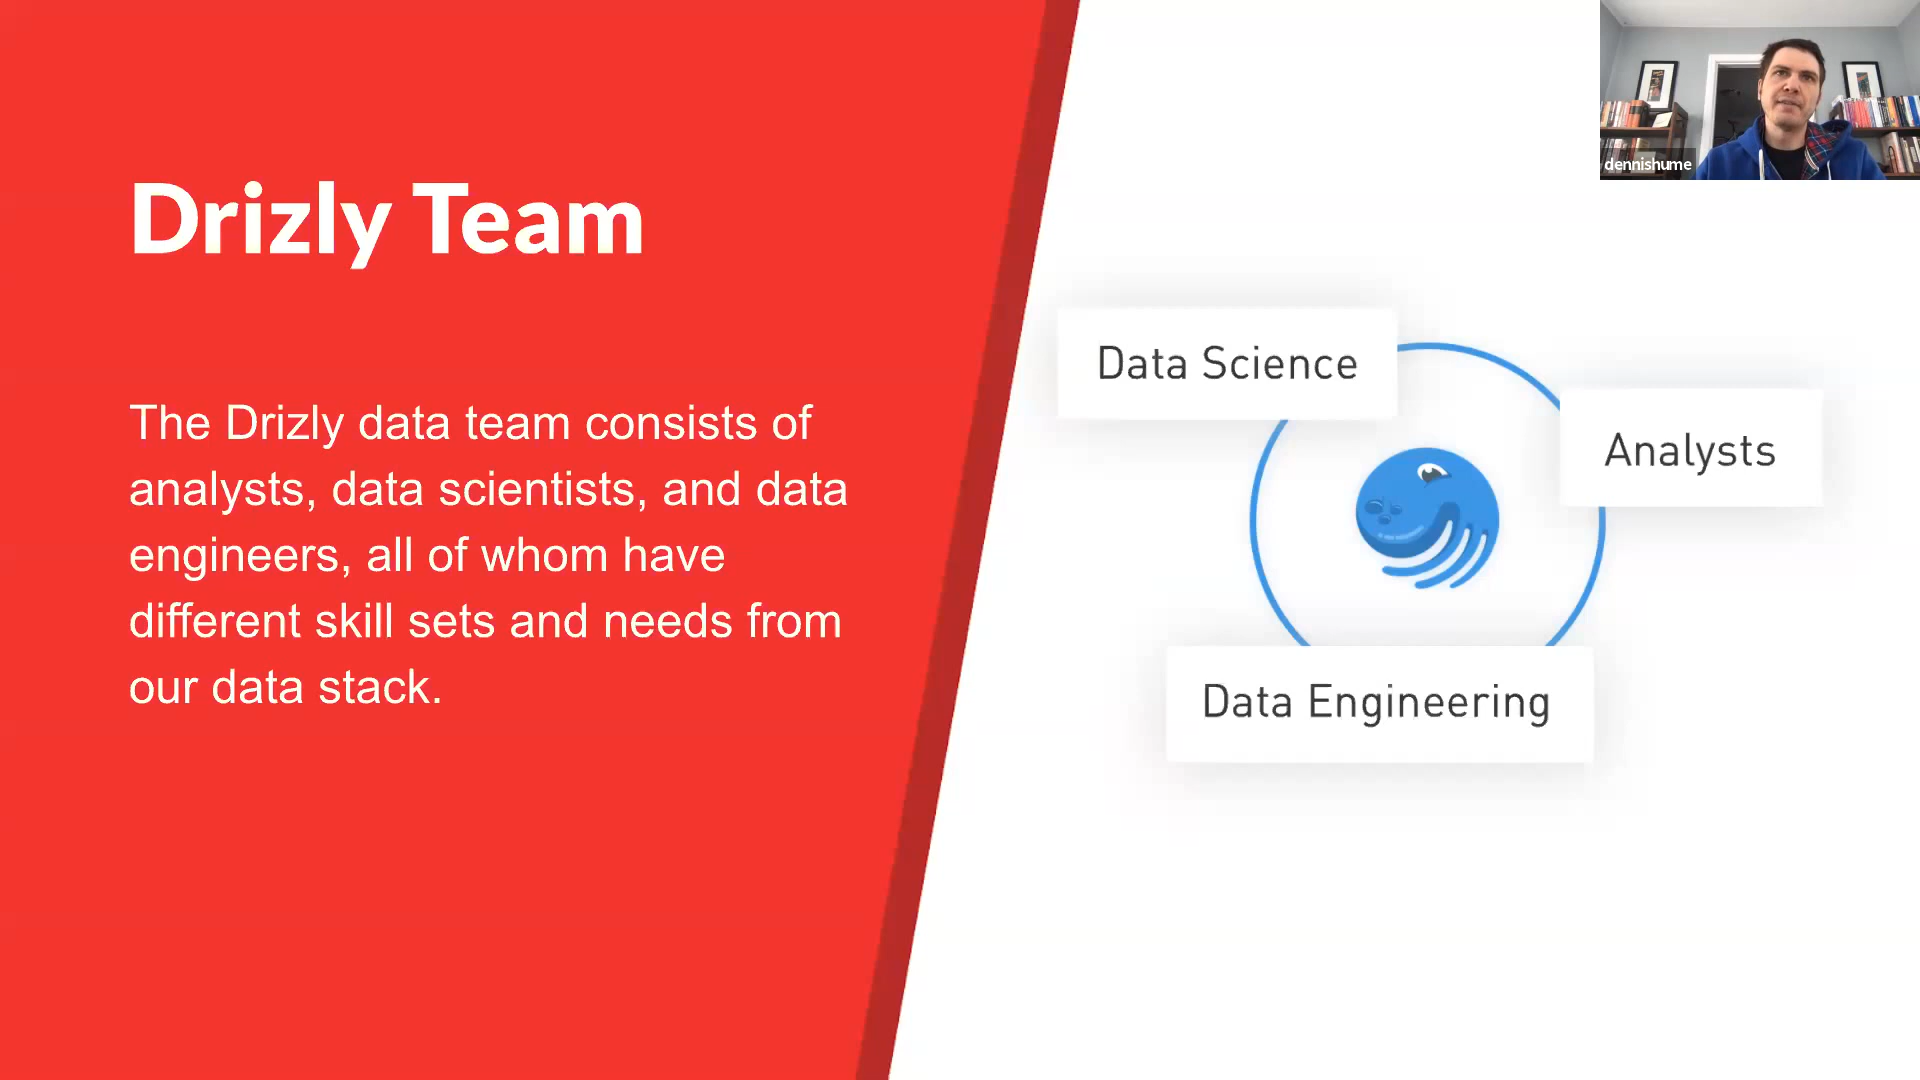 Drizly Team
The Drizly data team consists of
analysts, data scientists, and data
engineers, all of whom have
different skill sets and needs from
our data stack.
Data Science
Analysts
Data Engineering
dennishume